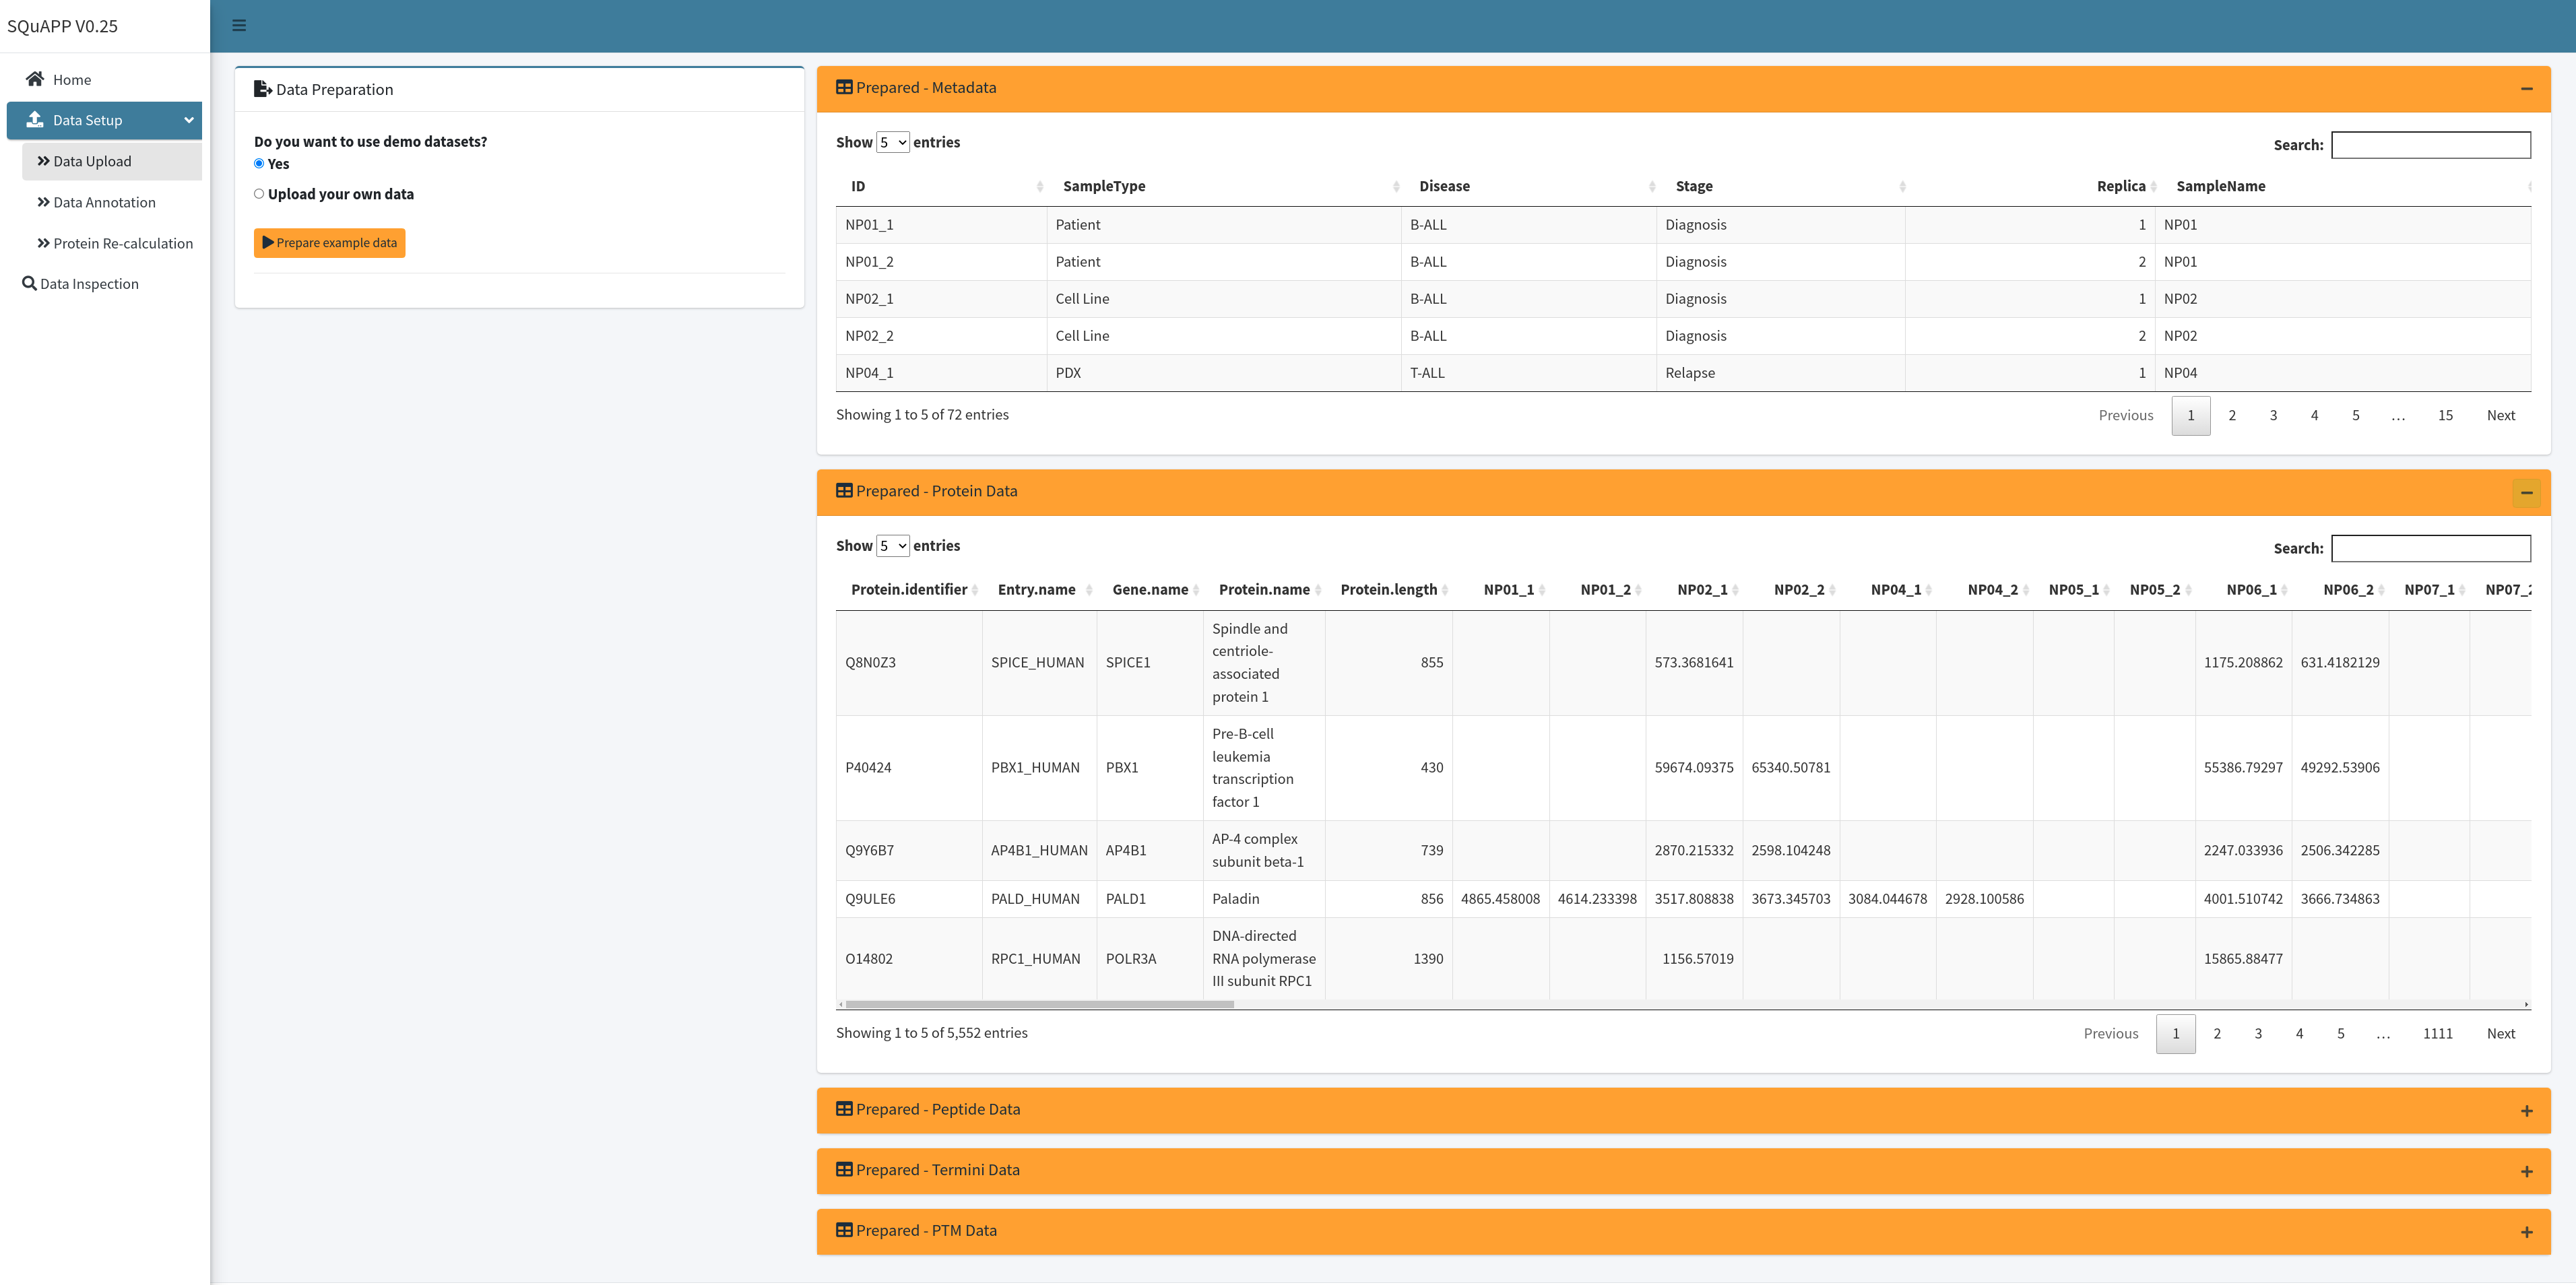 SQuAPP V0.25
Home
Data Setup
Data Upload
Data Annotation
Protein Re-calculation
Data Inspection
Data Preparation
Do you want to use demo datasets?
Yes
Upload your own data
Prepare example data
Prepared - Metadata
Show 5 entries Search:
ID SampleType Disease Stage Replica SampleName
NP01_1 Patient B-ALL Diagnosis 1 NP01
NP01_2 Patient B-ALL Diagnosis 2 NP01
NP02_1 Cell Line B-ALL Diagnosis 1 NP02
NP02_2 Cell Line B-ALL Diagnosis 2 NP02
NP04_1 PDX T-ALL Relapse 1 NP04
Showing 1 to 5 of 72 entries Previous 1 2 3 4 5 … 15 Next
Prepared - Protein Data
Show 5 entries Search:
Protein.identifier Entry.name Gene.name Protein.name Protein.length NP01_1 NP01_2 NP02_1 NP02_2 NP04_1 NP04_2 NP05_1 NP05_2 NP06_1 NP06_2 NP07_1 NP07_2
Spindle and
centriole-
Q8N0Z3 SPICE_HUMAN SPICE1 855 573.3681641 1175.208862 631.4182129
associated
protein 1
Pre-B-cell
leukemia
P40424 PBX1_HUMAN PBX1 430 59674.09375 65340.50781 55386.79297 49292.53906
transcription
factor 1
AP-4 complex
Q9Y6B7 AP4B1_HUMAN AP4B1 739 2870.215332 2598.104248 2247.033936 2506.342285
subunit beta-1
Q9ULE6 PALD_HUMAN PALD1 Paladin 856 4865.458008 4614.233398 3517.808838 3673.345703 3084.044678 2928.100586 4001.510742 3666.734863
DNA-directed
O14802 RPC1_HUMAN POLR3A RNA polymerase 1390 1156.57019 15865.88477
III subunit RPC1
Showing 1 to 5 of 5,552 entries Previous 1 2 3 4 5 … 1111 Next
Prepared - Peptide Data
Prepared - Termini Data
Prepared - PTM Data